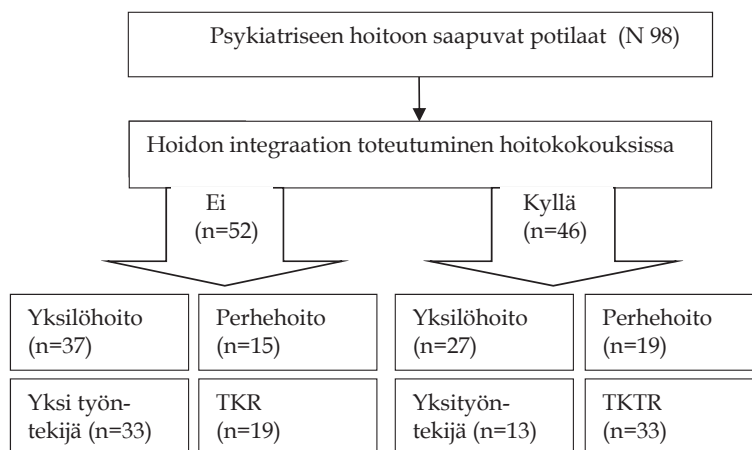 Psykiatriseen hoitoon saapuvat potilaat (N 98)
Hoidon integraation toteutuminen hoitokokouksissa
Ei
(n=52)
Kyllä
(n=46)
Yksilöhoito
(n=37)
Perhehoito
(n=15)
Yksilöhoito
(n=27)
Perhehoito
(n=19)
Yksi työn-
tekijä (n=33)
TKR
(n=19)
Yksityön-
tekijä (n=13)
TKTR
(n=33)